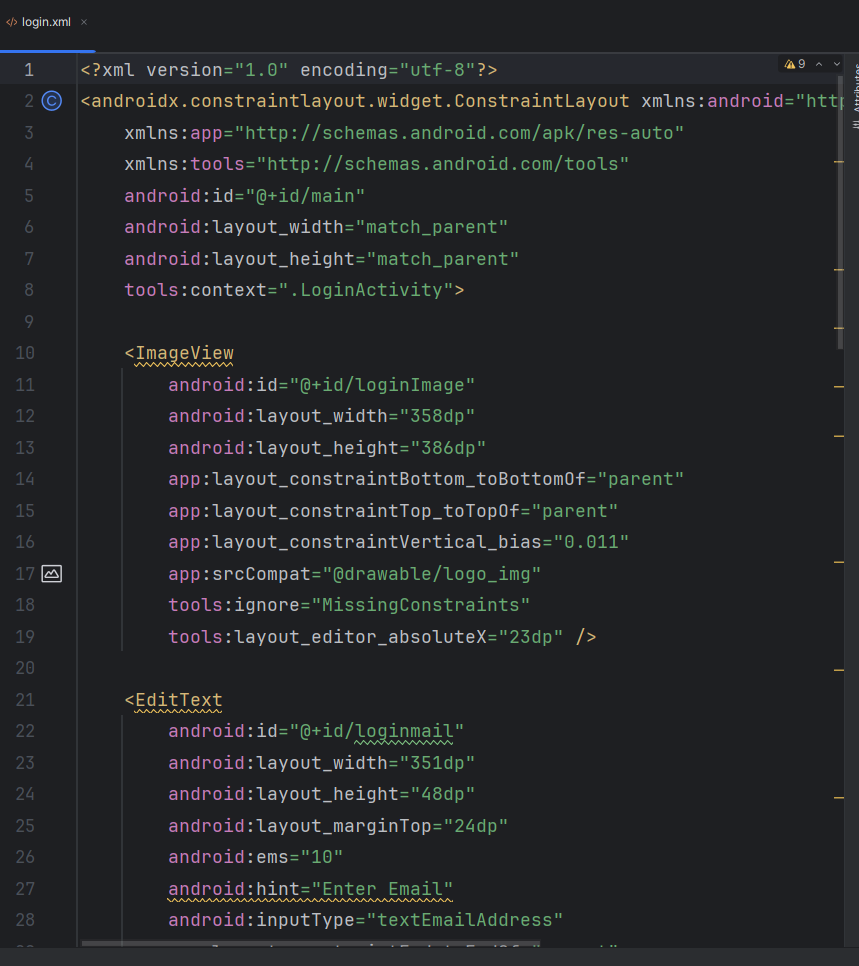 login.xml
9
Attributes
1 <?xml version="1.0" encoding="utf-8"?>
2 <androidx.constraintlayout.widget.ConstraintLayout xmlns:android="http
3 xmlns:app="http://schemas.android.com/apk/res-auto"
4 xmlns:tools="http://schemas.android.com/tools"
5 android:id="@+id/main"
6 android:layout_width="match_parent"
7 android:layout_height="match_parent"
8 tools:context=".LoginActivity">
9
10 <ImageView
11 android:id="@+id/loginImage"
12 android:layout_width="358dp"
13 android:layout_height="386dp"
14 app:layout_constraintBottom_toBottomOf="parent"
15 app:layout_constraintTop_toTopOf="parent"
16 app:layout_constraintVertical_bias="0.011"
17 app:srcCompat="@drawable/logo_img"
18 tools:ignore="MissingConstraints"
19 tools:layout_editor_absoluteX="23dp" />
20
21 <EditText
22 android:id="@+id/loginmail"
23 android:layout_width="351dp"
24 android:layout_height="48dp"
25 android:layout_marginTop="24dp"
26 android:ems="10"
27 android:hint="Enter Email"
28 android:inputType="textEmailAddress"